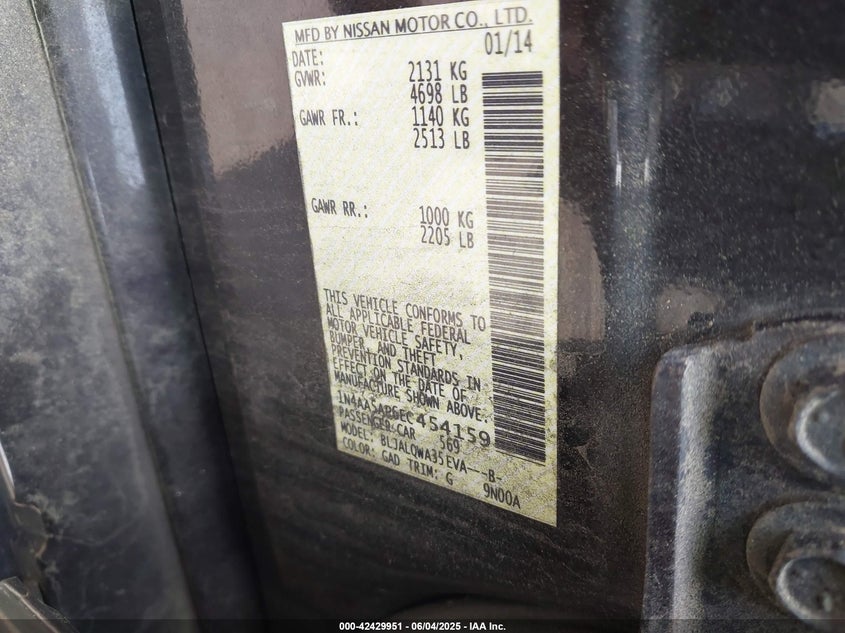 MFD BY NISSAN MOTOR CO., LTD.
DATE: 01/14
GVWR: 2131 KG
4698 LB
GAWR FR.: 1140 KG
2513 LB
GAWR RR.: 1000 KG
2205 LB
THIS VEHICLE CONFORMS TO
ALL APPLICABLE FEDERAL
MOTOR VEHICLE SAFETY,
BUMPER, AND THEFT
PREVENTION STANDARDS IN
EFFECT ON THE DATE OF
MANUFACTURE SHOWN ABOVE.
1N4AA5AP6EC454159
PASSENGER CAR 569
MODEL: BLJALQWA35EVA---B-
COLOR: GAD TRIM: G 9N00A
000-42429951 - 06/04/2025 - IAA Inc.